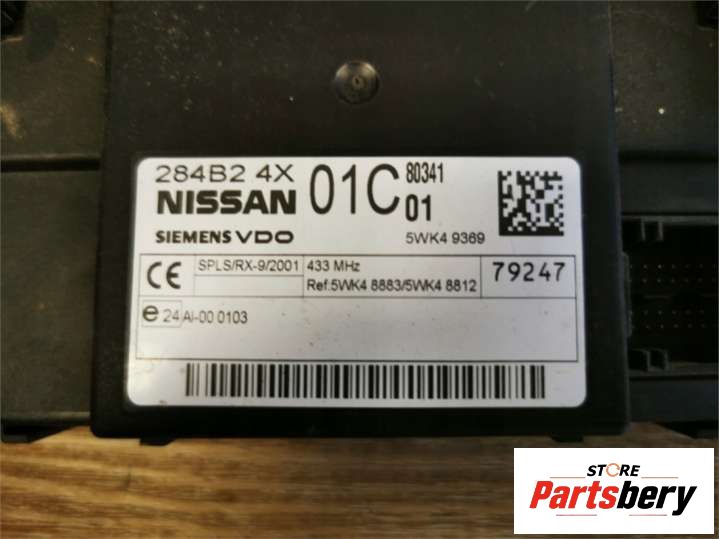 284B2 4X 01C 80341
NISSAN 01
SIEMENS VDO 5WK4 9369
CE SPLS/RX-9/2001 433 MHz 79247
Ref:5WK4 8883/5WK4 8812
e 24 AI-00 0103
STORE
Partsbery